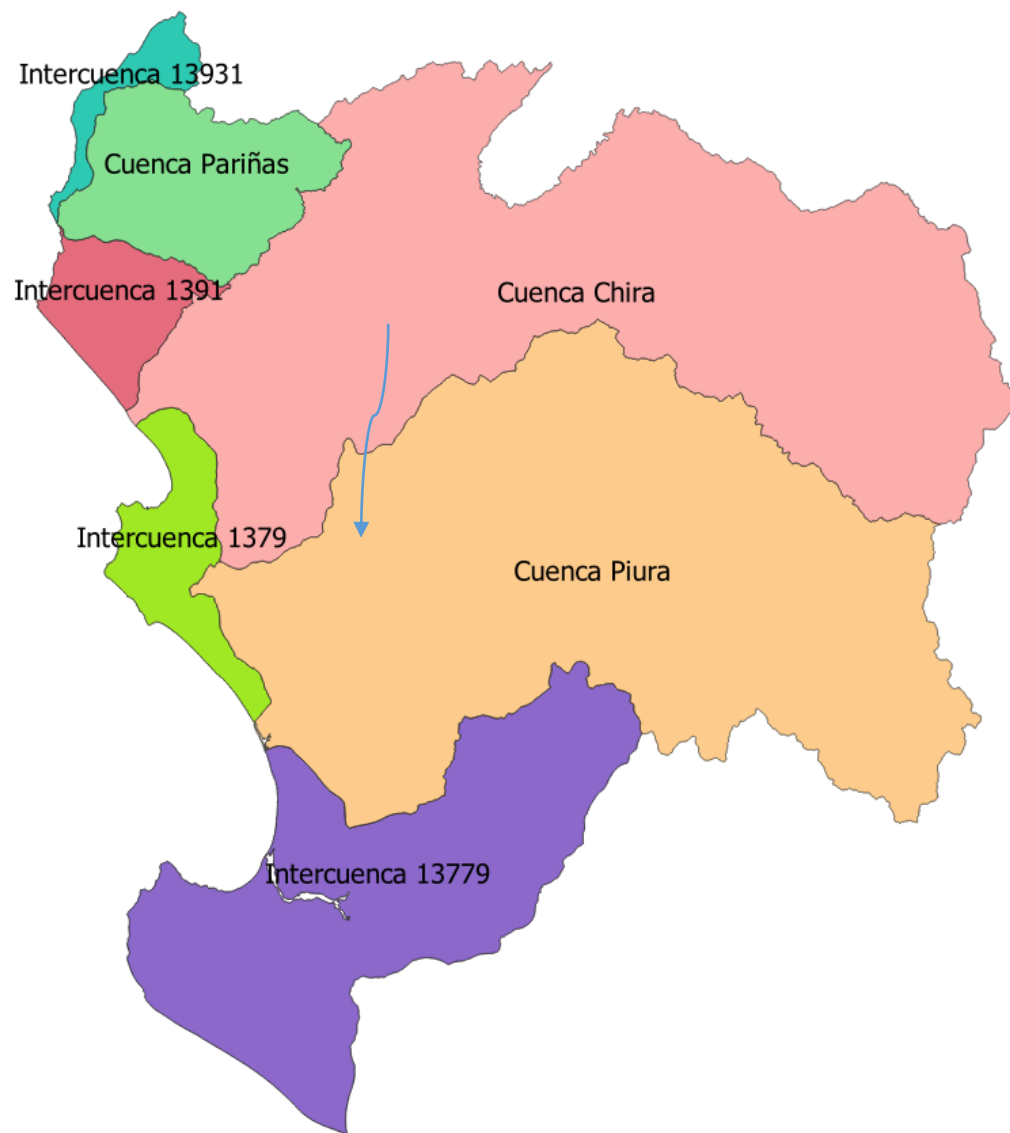 Intercuenca 13931
Cuenca Pariñas
Intercuenca 1391
Cuenca Chira
Intercuenca 1379
Cuenca Piura
Intercuenca 13779